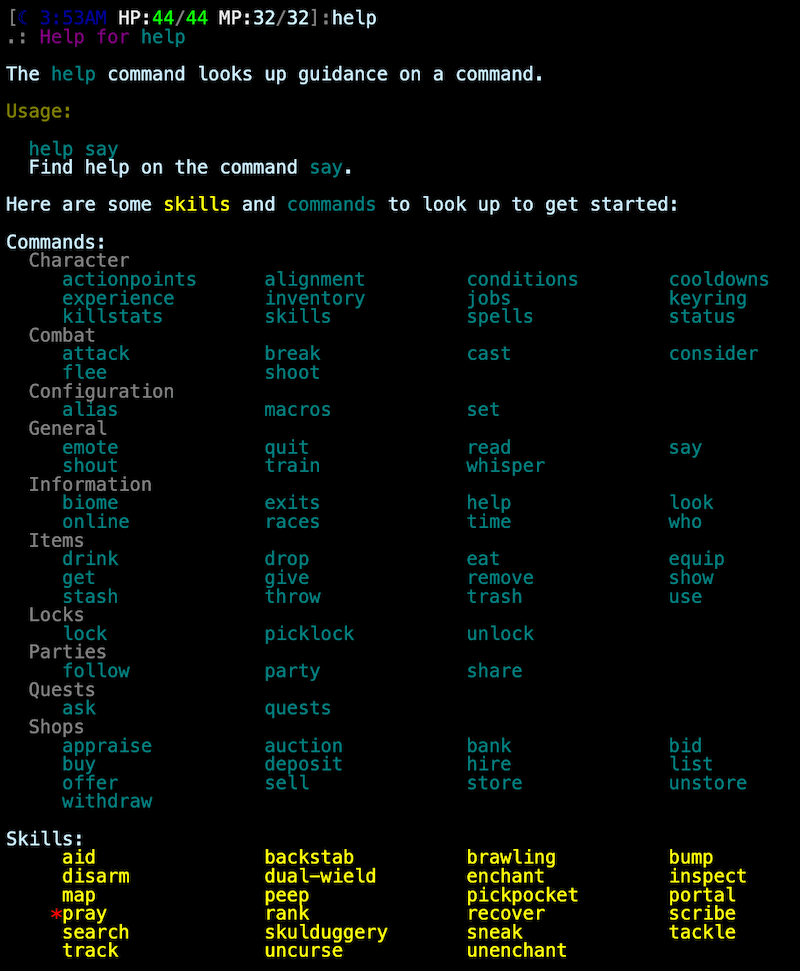 [☾ 3:53AM HP:44/44 MP:32/32]:help
.: Help for help
The help command looks up guidance on a command.
Usage:
help say
Find help on the command say.
Here are some skills and commands to look up to get started:
Commands:
Character
actionpoints alignment conditions cooldowns
experience inventory jobs keyring
killstats skills spells status
Combat
attack break cast consider
flee shoot
Configuration
alias macros set
General
emote quit read say
shout train whisper
Information
biome exits help look
online races time who
Items
drink drop eat equip
get give remove show
stash throw trash use
Locks
lock picklock unlock
Parties
follow party share
Quests
ask quests
Shops
appraise auction bank bid
buy deposit hire list
offer sell store unstore
withdraw
Skills:
aid backstab brawling bump
disarm dual-wield enchant inspect
map peep pickpocket portal
*pray rank recover scribe
search skulduggery sneak tackle
track uncurse unenchant